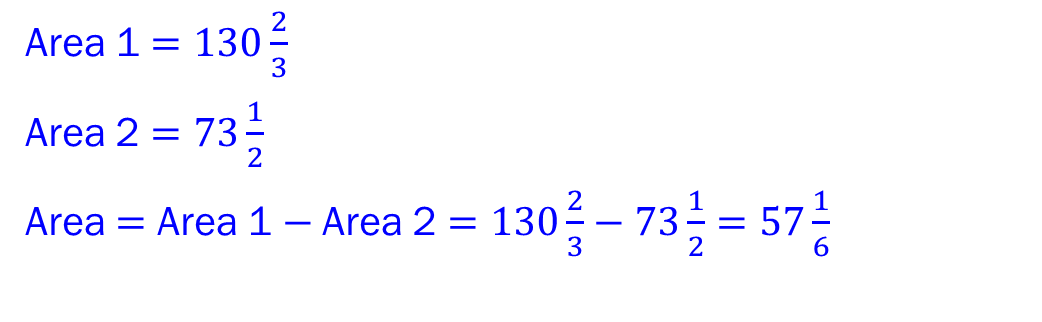 Area 1 = 130 2/3
Area 2 = 73 1/2
Area = Area 1 − Area 2 = 130 2/3 − 73 1/2 = 57 1/6